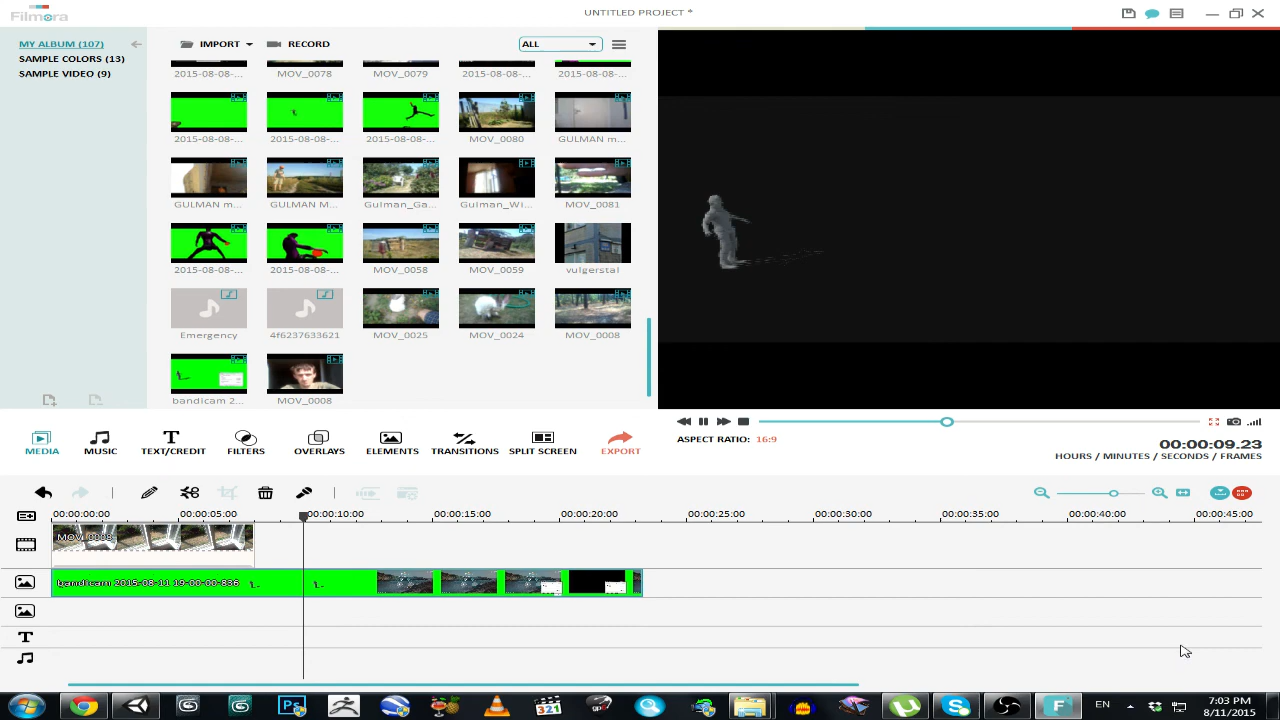 Filmora
UNTITLED PROJECT *
MY ALBUM (107)
SAMPLE COLORS (13)
SAMPLE VIDEO (9)
IMPORT
RECORD
ALL
2015-08-08-...
MOV_0078
MOV_0079
2015-08-08-...
2015-08-08-...
2015-08-08-...
2015-08-08-...
2015-08-08-...
MOV_0080
GULMAN m...
GULMAN m...
GULMAN M...
Gulman_Ga...
Gulman_Wi...
MOV_0081
2015-08-08-...
2015-08-08-...
MOV_0058
MOV_0059
vulgerstal
Emergency
4f6237633621
MOV_0025
MOV_0024
MOV_0008
bandicam 2...
MOV_0008
ASPECT RATIO: 16:9
00:00:09.23
HOURS / MINUTES / SECONDS / FRAMES
MEDIA
MUSIC
TEXT/CREDIT
FILTERS
OVERLAYS
ELEMENTS
TRANSITIONS
SPLIT SCREEN
EXPORT
00:00:00:00
00:00:05:00
00:00:10:00
00:00:15:00
00:00:20:00
00:00:25:00
00:00:30:00
00:00:35:00
00:00:40:00
00:00:45:00
MOV_0008
bandicam 2015-08-11 19-00-00-836
T
EN
7:03 PM
8/11/2015